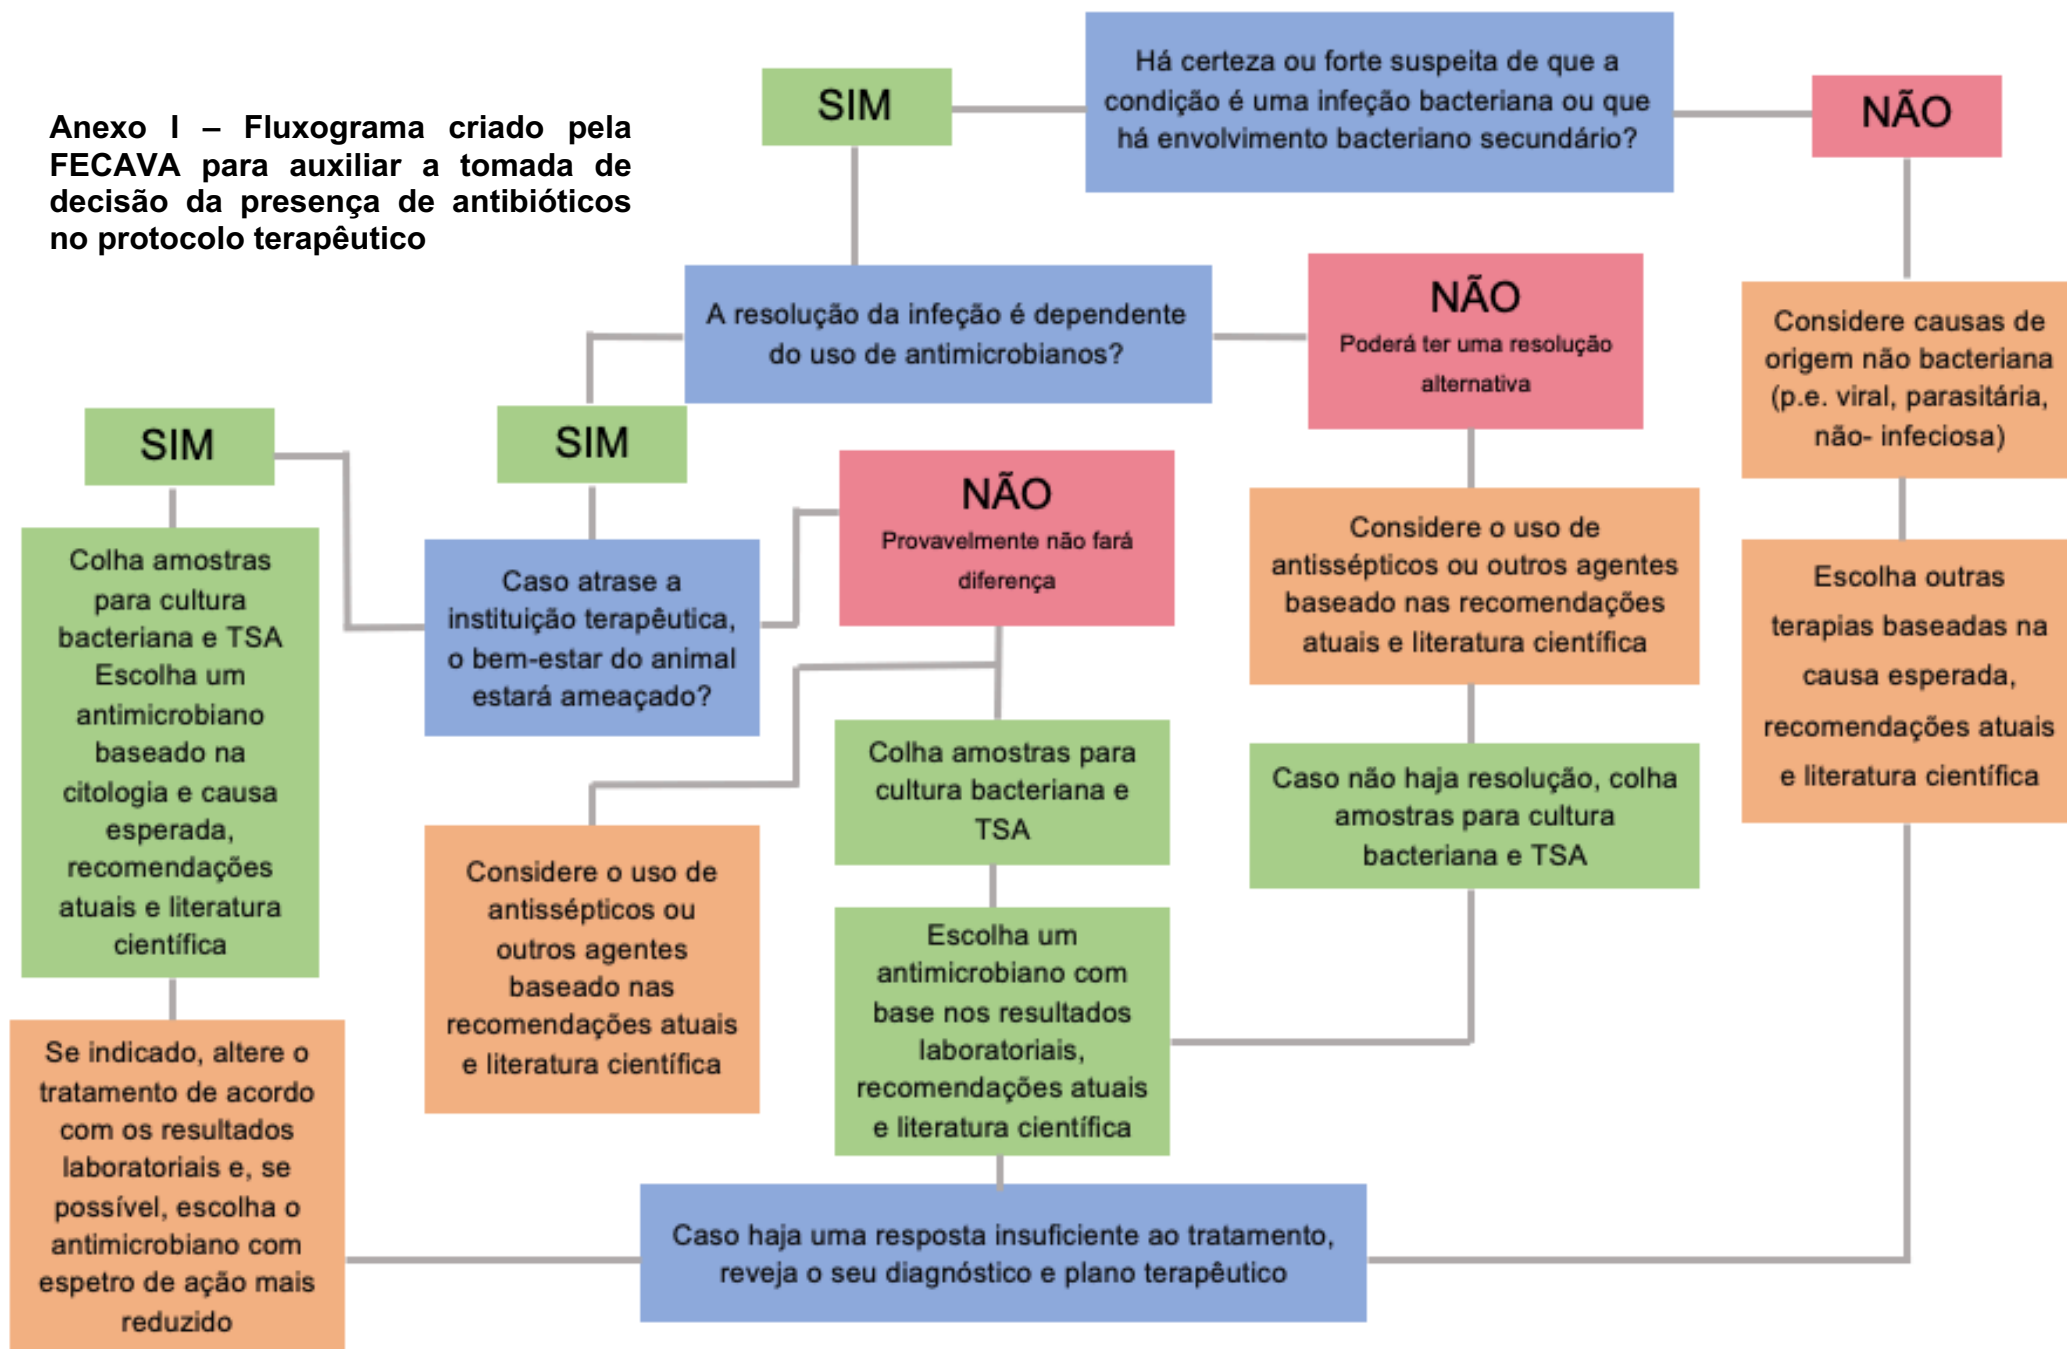 Anexo I – Fluxograma criado pela
FECAVA para auxiliar a tomada de
decisão da presença de antibióticos
no protocolo terapêutico
SIM
Há certeza ou forte suspeita de que a
condição é uma infeção bacteriana ou que
há envolvimento bacteriano secundário?
NÃO
A resolução da infeção é dependente
do uso de antimicrobianos?
NÃO
Poderá ter uma resolução
alternativa
Considere causas de
origem não bacteriana
(p.e. viral, parasitária,
não- infeciosa)
SIM
SIM
NÃO
Provavelmente não fará
diferença
Colha amostras
para cultura
bacteriana e TSA
Escolha um
antimicrobiano
baseado na
citologia e causa
esperada,
recomendações
atuais e literatura
científica
Caso atrase a
instituição terapêutica,
o bem-estar do animal
estará ameaçado?
Considere o uso de
antissépticos ou outros agentes
baseado nas recomendações
atuais e literatura científica
Escolha outras
terapias baseadas na
causa esperada,
recomendações atuais
e literatura científica
Colha amostras para
cultura bacteriana e
TSA
Caso não haja resolução, colha
amostras para cultura
bacteriana e TSA
Considere o uso de
antissépticos ou
outros agentes
baseado nas
recomendações atuais
e literatura científica
Escolha um
antimicrobiano com
base nos resultados
laboratoriais,
recomendações atuais
e literatura científica
Se indicado, altere o
tratamento de acordo
com os resultados
laboratoriais e, se
possível, escolha o
antimicrobiano com
espetro de ação mais
reduzido
Caso haja uma resposta insuficiente ao tratamento,
reveja o seu diagnóstico e plano terapêutico